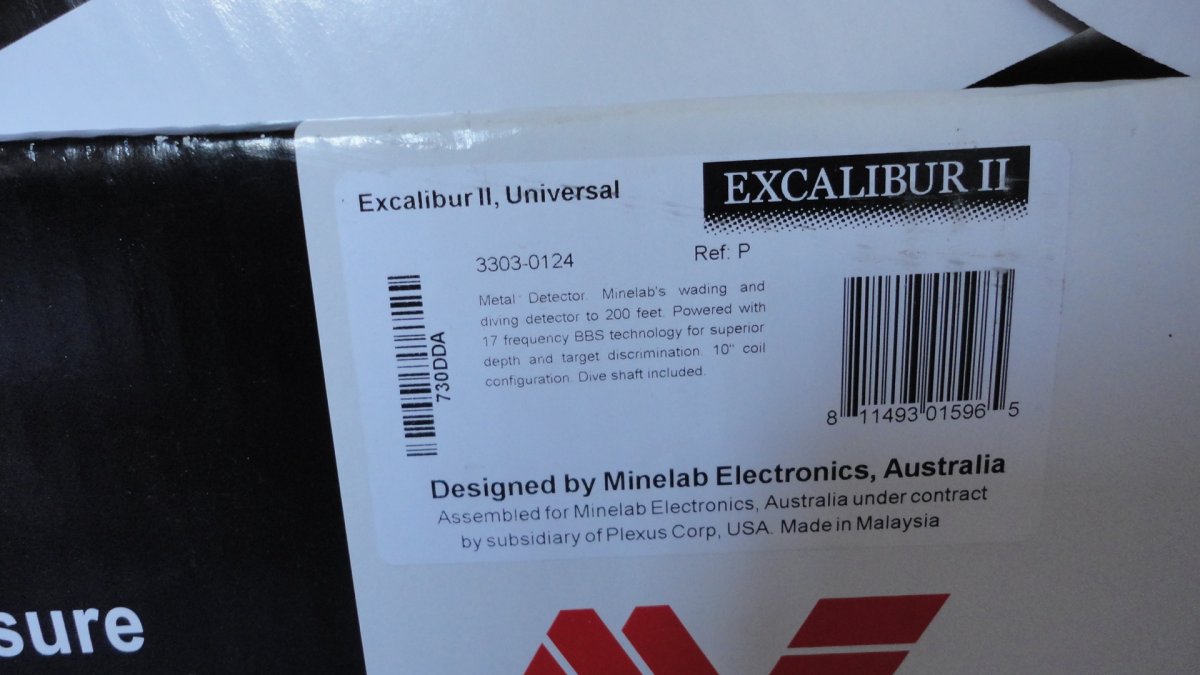 Excalibur II, Universal
EXCALIBUR II
3303-0124
Ref: P
Metal Detector. Minelab's wading and
diving detector to 200 feet. Powered with
17 frequency BBS technology for superior
depth and target discrimination. 10" coil
configuration. Dive shaft included.
730DDA
8 11493 01596 5
Designed by Minelab Electronics, Australia
Assembled for Minelab Electronics, Australia under contract
by subsidiary of Plexus Corp, USA. Made in Malaysia
sure